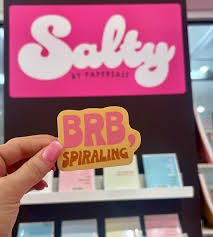 Salty
BY PAPERSALT
BRB,
SPIRALING